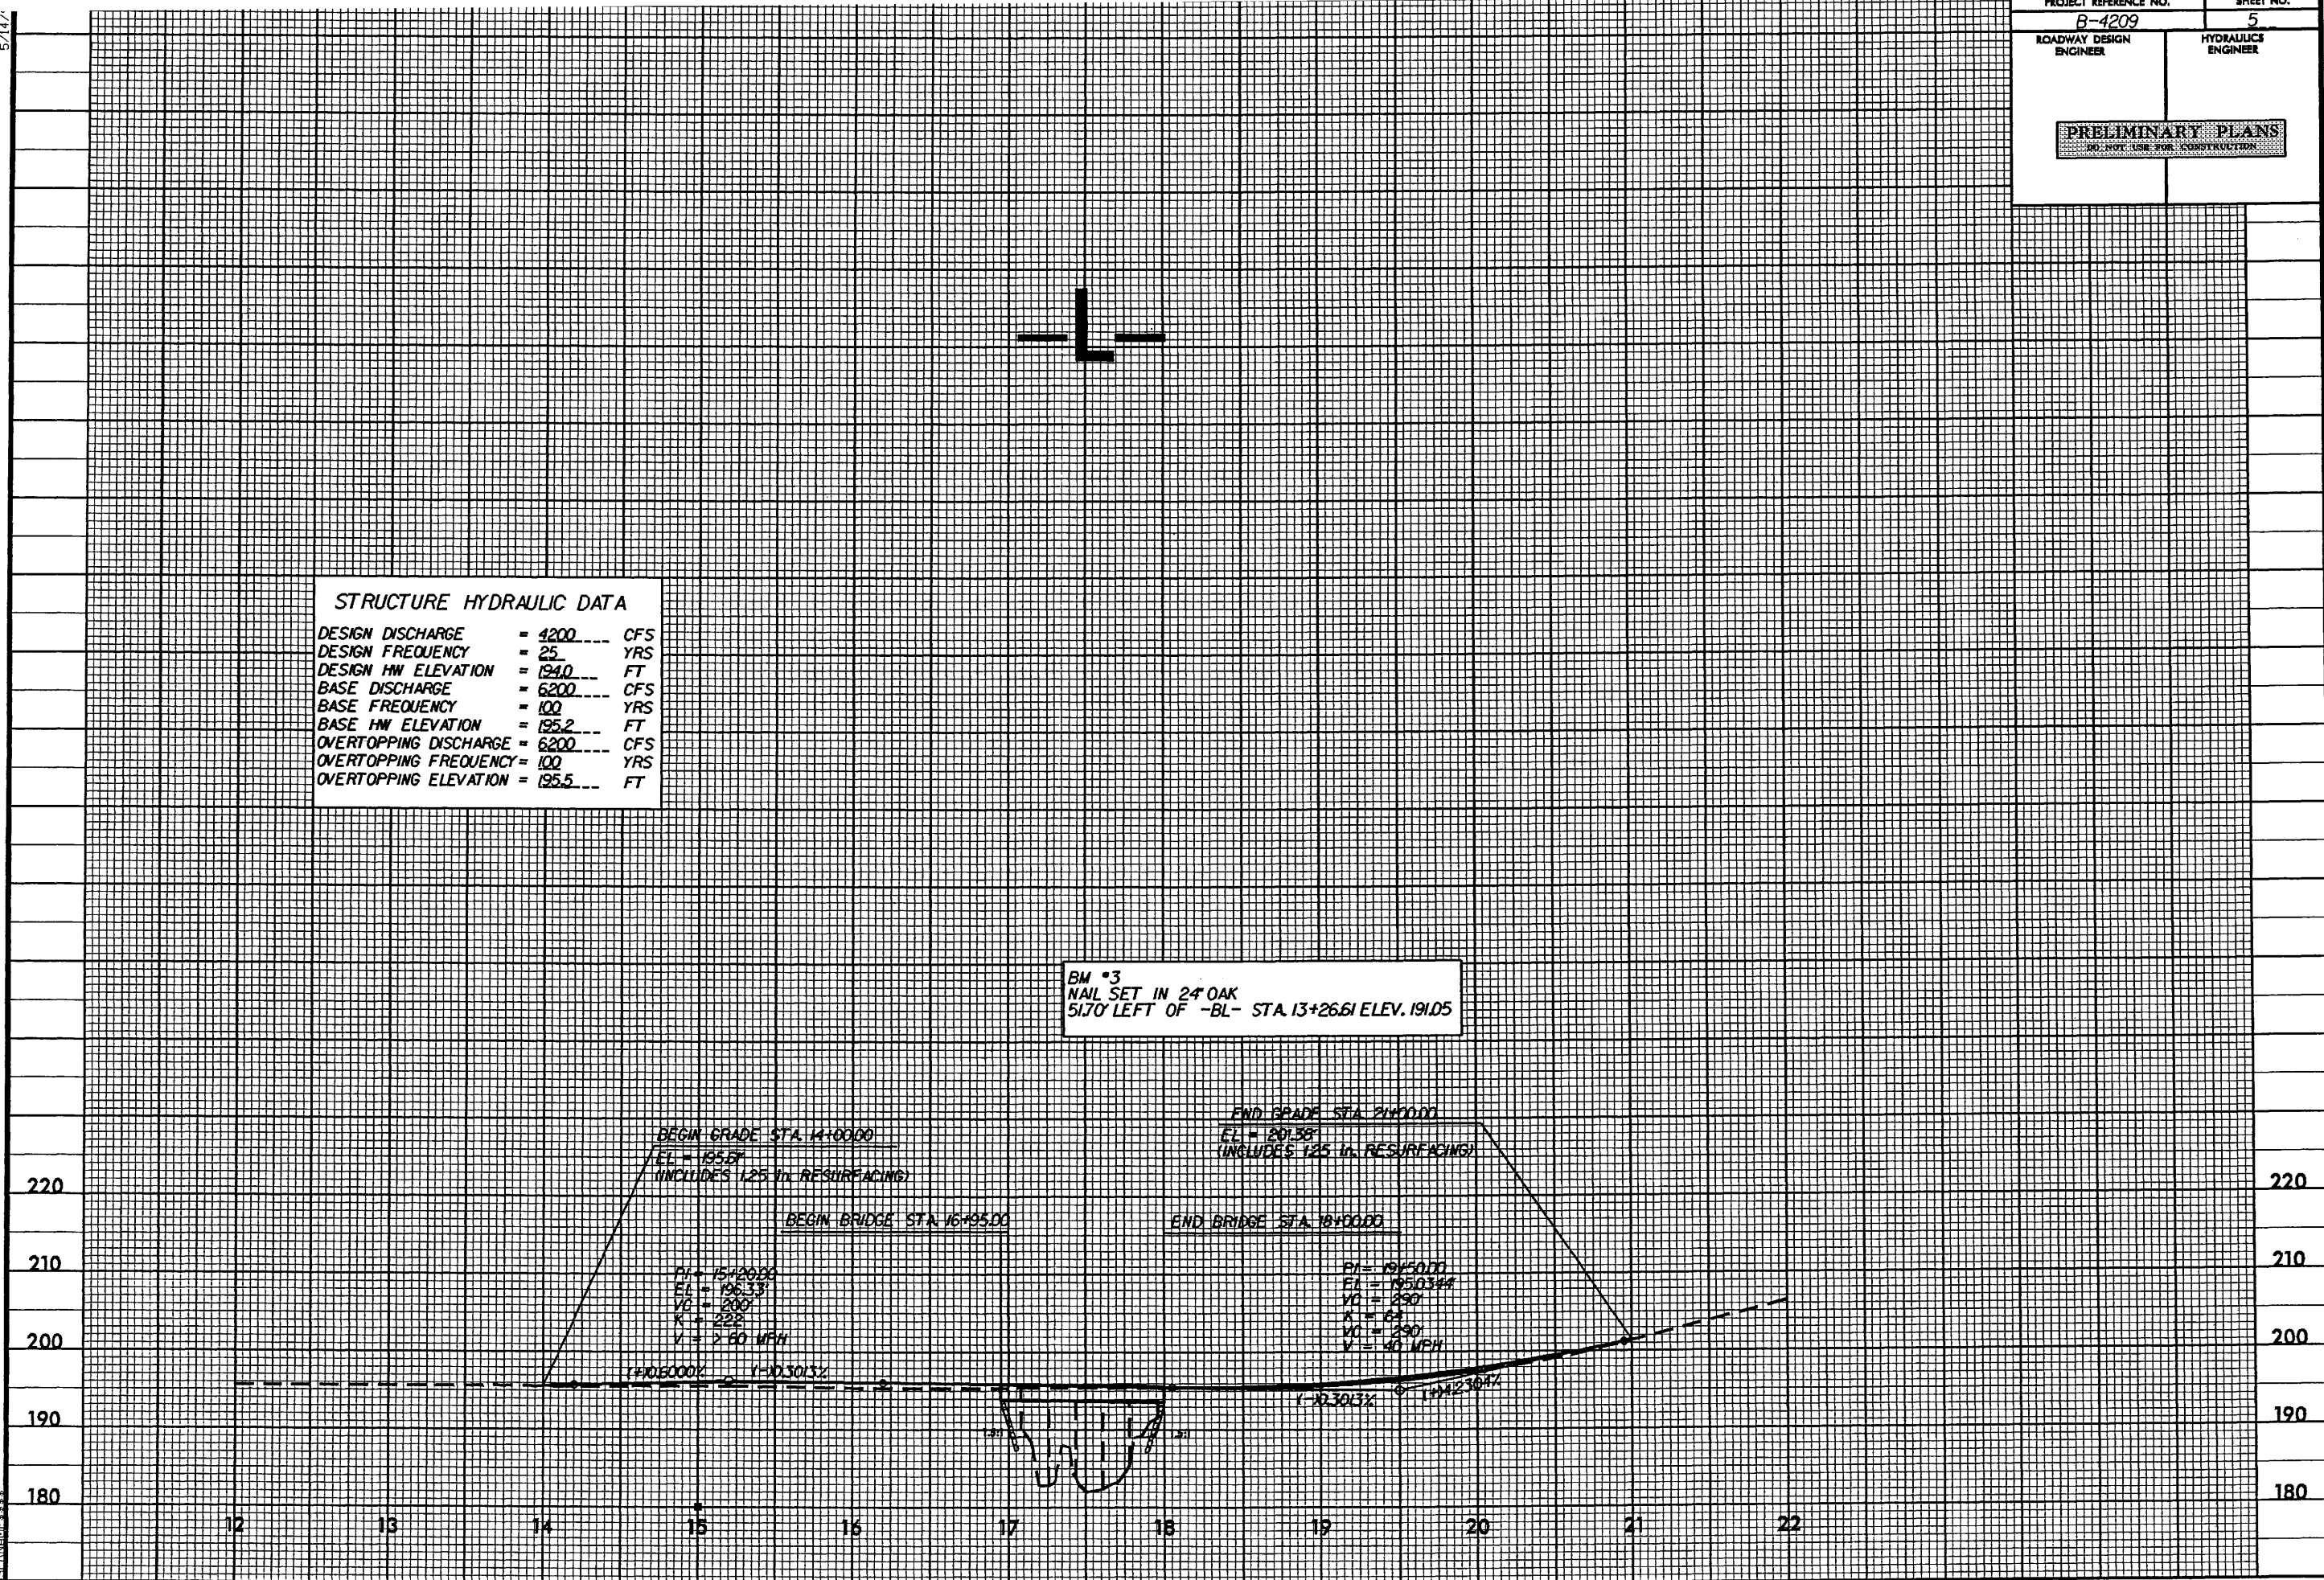 PROJECT REFERENCE NO. SHEET NO.
B-4209 5
ROADWAY DESIGN ENGINEER
HYDRAULICS ENGINEER
PRELIMINARY PLANS
DO NOT USE FOR CONSTRUCTION
L
STRUCTURE HYDRAULIC DATA
DESIGN DISCHARGE = 4200 CFS
DESIGN FREQUENCY = 25 YRS
DESIGN HW ELEVATION = 194.0 FT
BASE DISCHARGE = 6200 CFS
BASE FREQUENCY = 100 YRS
BASE HW ELEVATION = 195.2 FT
OVERTOPPING DISCHARGE = 6200 CFS
OVERTOPPING FREQUENCY = 100 YRS
OVERTOPPING ELEVATION = 195.5 FT
BM #3
NAIL SET IN 24" OAK
51.70' LEFT OF -BL- STA. 13+26.61 ELEV. 191.05
BEGIN GRADE STA. 14+00.00
EL = 195.61'
(INCLUDES 1.25 in. RESURFACING)
END GRADE STA. 21+00.00
EL = 201.38'
(INCLUDES 1.25 in. RESURFACING)
BEGIN BRIDGE STA. 16+95.00
END BRIDGE STA. 18+00.00
PI = 15+20.00
EL = 196.33'
VC = 200'
K = 222
V = > 60 MPH
PI = 19+50.00
EL = 195.0344'
VC = 290'
K = 64
VC = 290'
V = 40 MPH
(+)0.6000% (-)0.3013%
(-)0.3013% (+)4.2304%
220 220
210 210
200 200
190 190
180 180
12 13 14 15 16 17 18 19 20 21 22